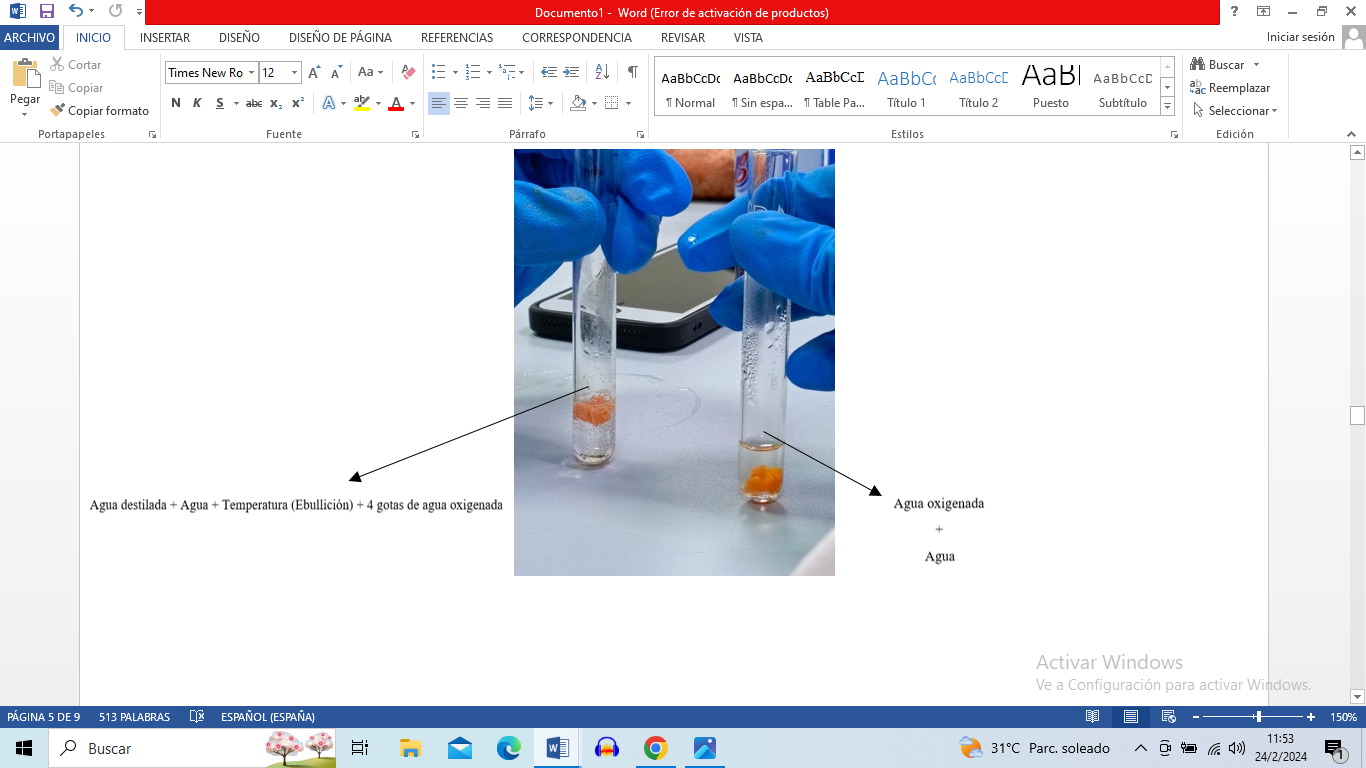 Documento1 - Word (Error de activación de productos)
ARCHIVO INICIO INSERTAR DISEÑO DISEÑO DE PÁGINA REFERENCIAS CORRESPONDENCIA REVISAR VISTA Iniciar sesión
Pegar
Cortar
Copiar
Copiar formato
Portapapeles
Times New Ro 12
N K S abc x₂ x²
Fuente
Párrafo
AaBbCcDc AaBbCcDc AaBbCcD AaBbCc AaBbCcD AaBl AaBbCcD
¶ Normal ¶ Sin espa... ¶ Table Pa... Título 1 Título 2 Puesto Subtítulo
Estilos
Buscar
Reemplazar
Seleccionar
Edición
Agua destilada + Agua + Temperatura (Ebullición) + 4 gotas de agua oxigenada
Agua oxigenada
+
Agua
Activar Windows
Ve a Configuración para activar Windows.
PÁGINA 5 DE 9 513 PALABRAS ESPAÑOL (ESPAÑA) 150%
Buscar
31°C Parc. soleado
11:53
24/2/2024
1